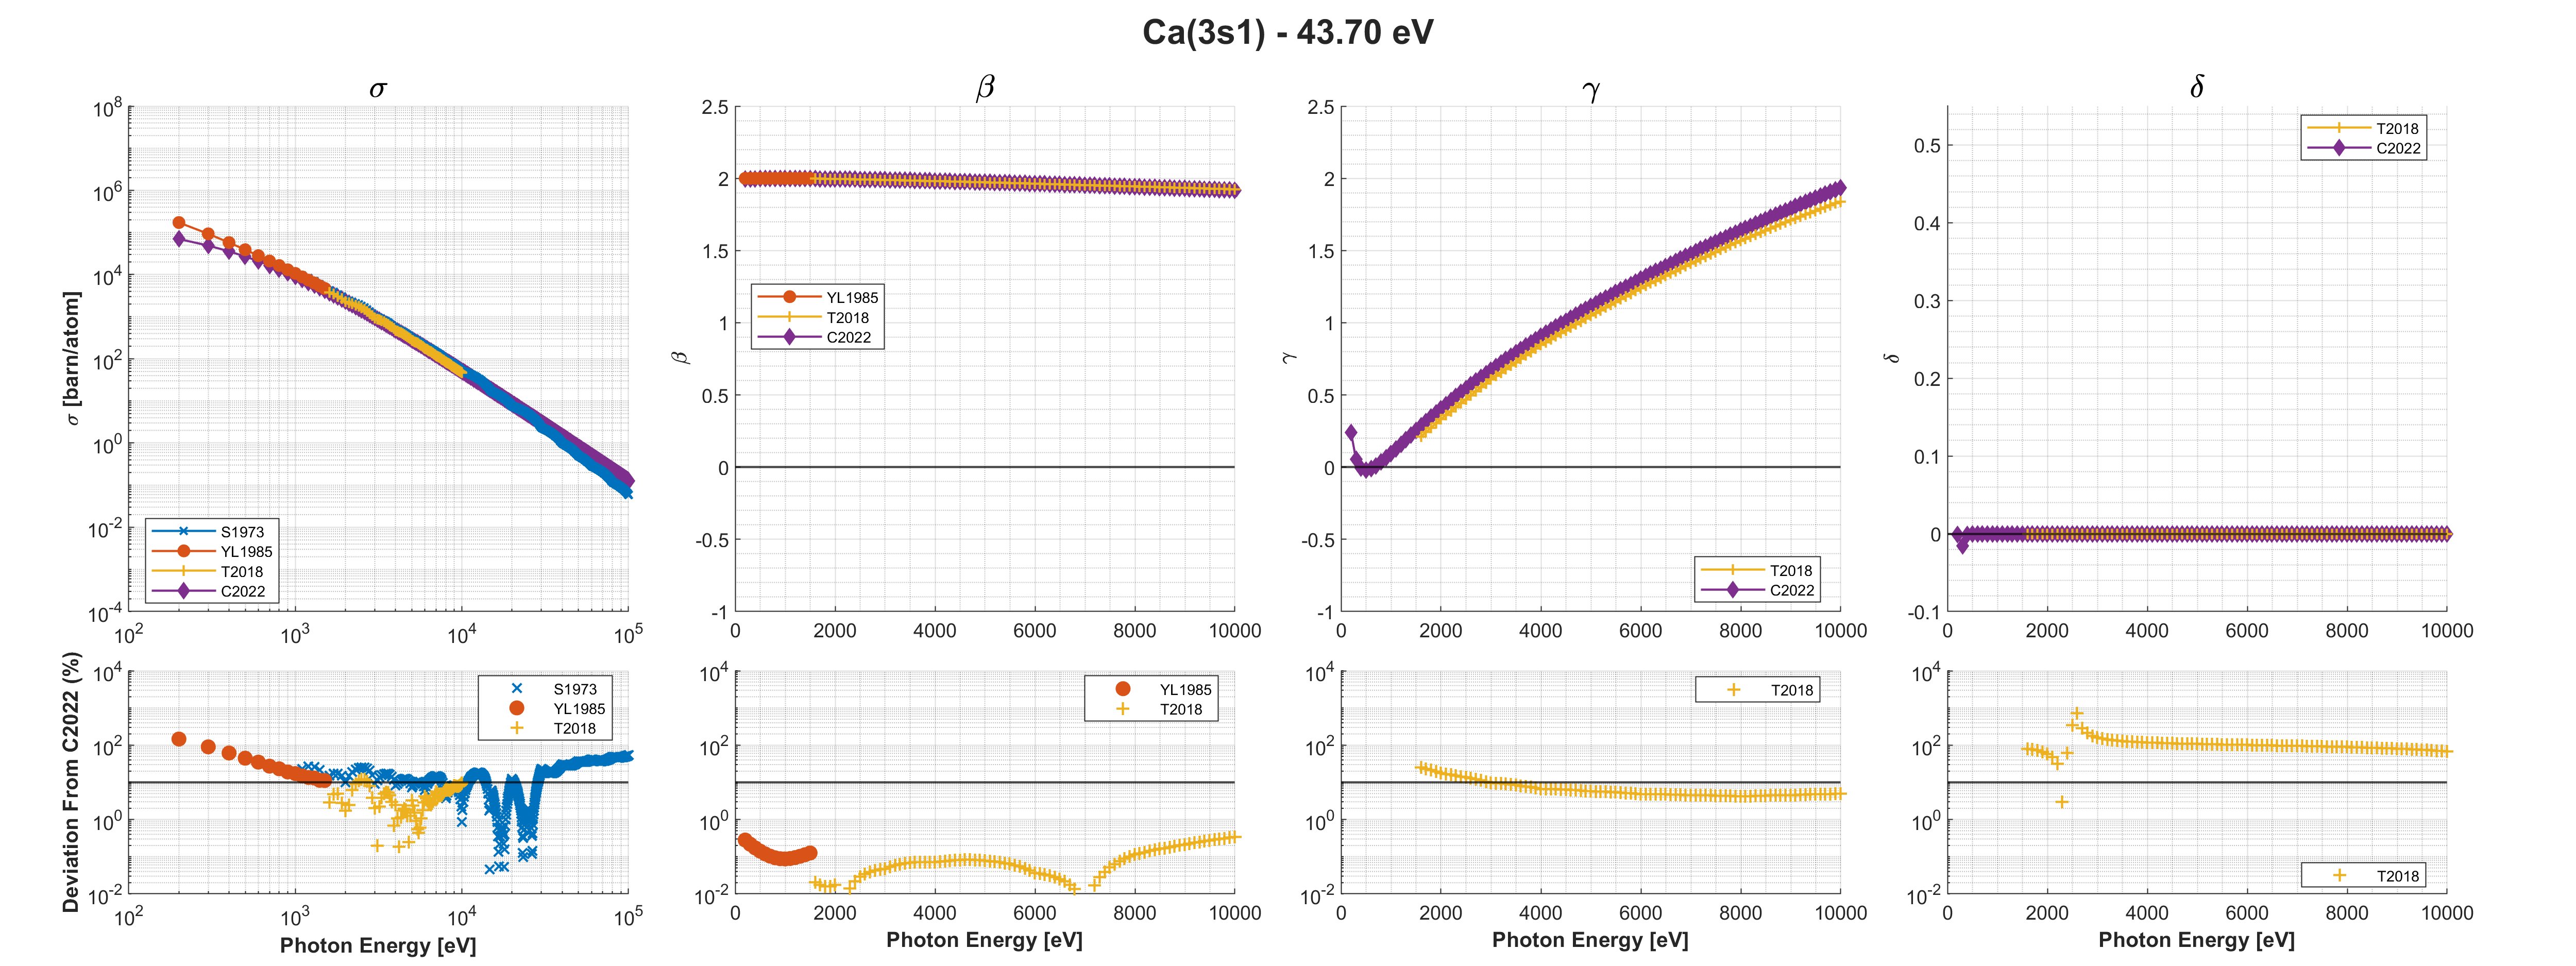 Ca(3s1) - 43.70 eV
σ
σ [barn/atom]
10^8
10^6
10^4
10^2
10^0
10^-2
10^-4
10^2
10^3
10^4
10^5
S1973
YL1985
T2018
C2022
β
β
2.5
2
1.5
1
0.5
0
-0.5
-1
0
2000
4000
6000
8000
10000
YL1985
T2018
C2022
γ
γ
2.5
2
1.5
1
0.5
0
-0.5
-1
0
2000
4000
6000
8000
10000
T2018
C2022
δ
δ
0.5
0.4
0.3
0.2
0.1
0
-0.1
0
2000
4000
6000
8000
10000
T2018
C2022
Deviation From C2022 (%)
10^4
10^2
10^0
10^-2
10^2
10^3
10^4
10^5
Photon Energy [eV]
S1973
YL1985
T2018
10^4
10^2
10^0
10^-2
0
2000
4000
6000
8000
10000
Photon Energy [eV]
YL1985
T2018
10^4
10^2
10^0
10^-2
0
2000
4000
6000
8000
10000
Photon Energy [eV]
T2018
10^4
10^2
10^0
10^-2
0
2000
4000
6000
8000
10000
Photon Energy [eV]
T2018